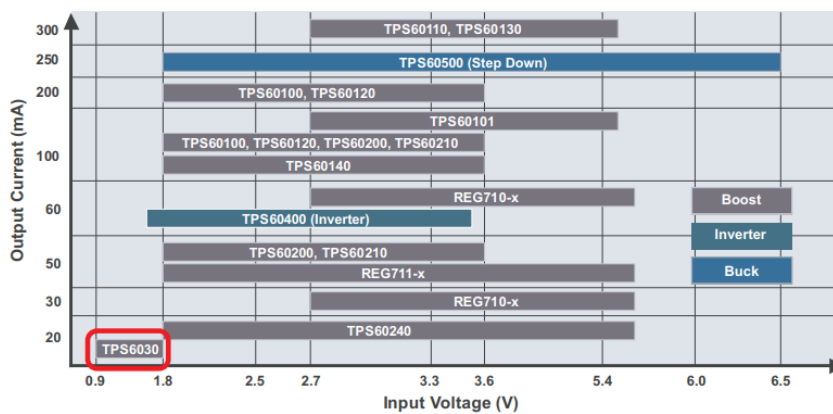 300
TPS60110, TPS60130
250
TPS60500 (Step Down)
200
TPS60100, TPS60120
TPS60101
TPS60100, TPS60120, TPS60200, TPS60210
100
TPS60140
REG710-x
Boost
60
TPS60400 (Inverter)
Inverter
TPS60200, TPS60210
50
REG711-x
Buck
30
REG710-x
20
TPS60240
TPS6030
0.9 1.8 2.5 2.7 3.3 3.6 5.4 6.0 6.5
Input Voltage (V)
Output Current (mA)